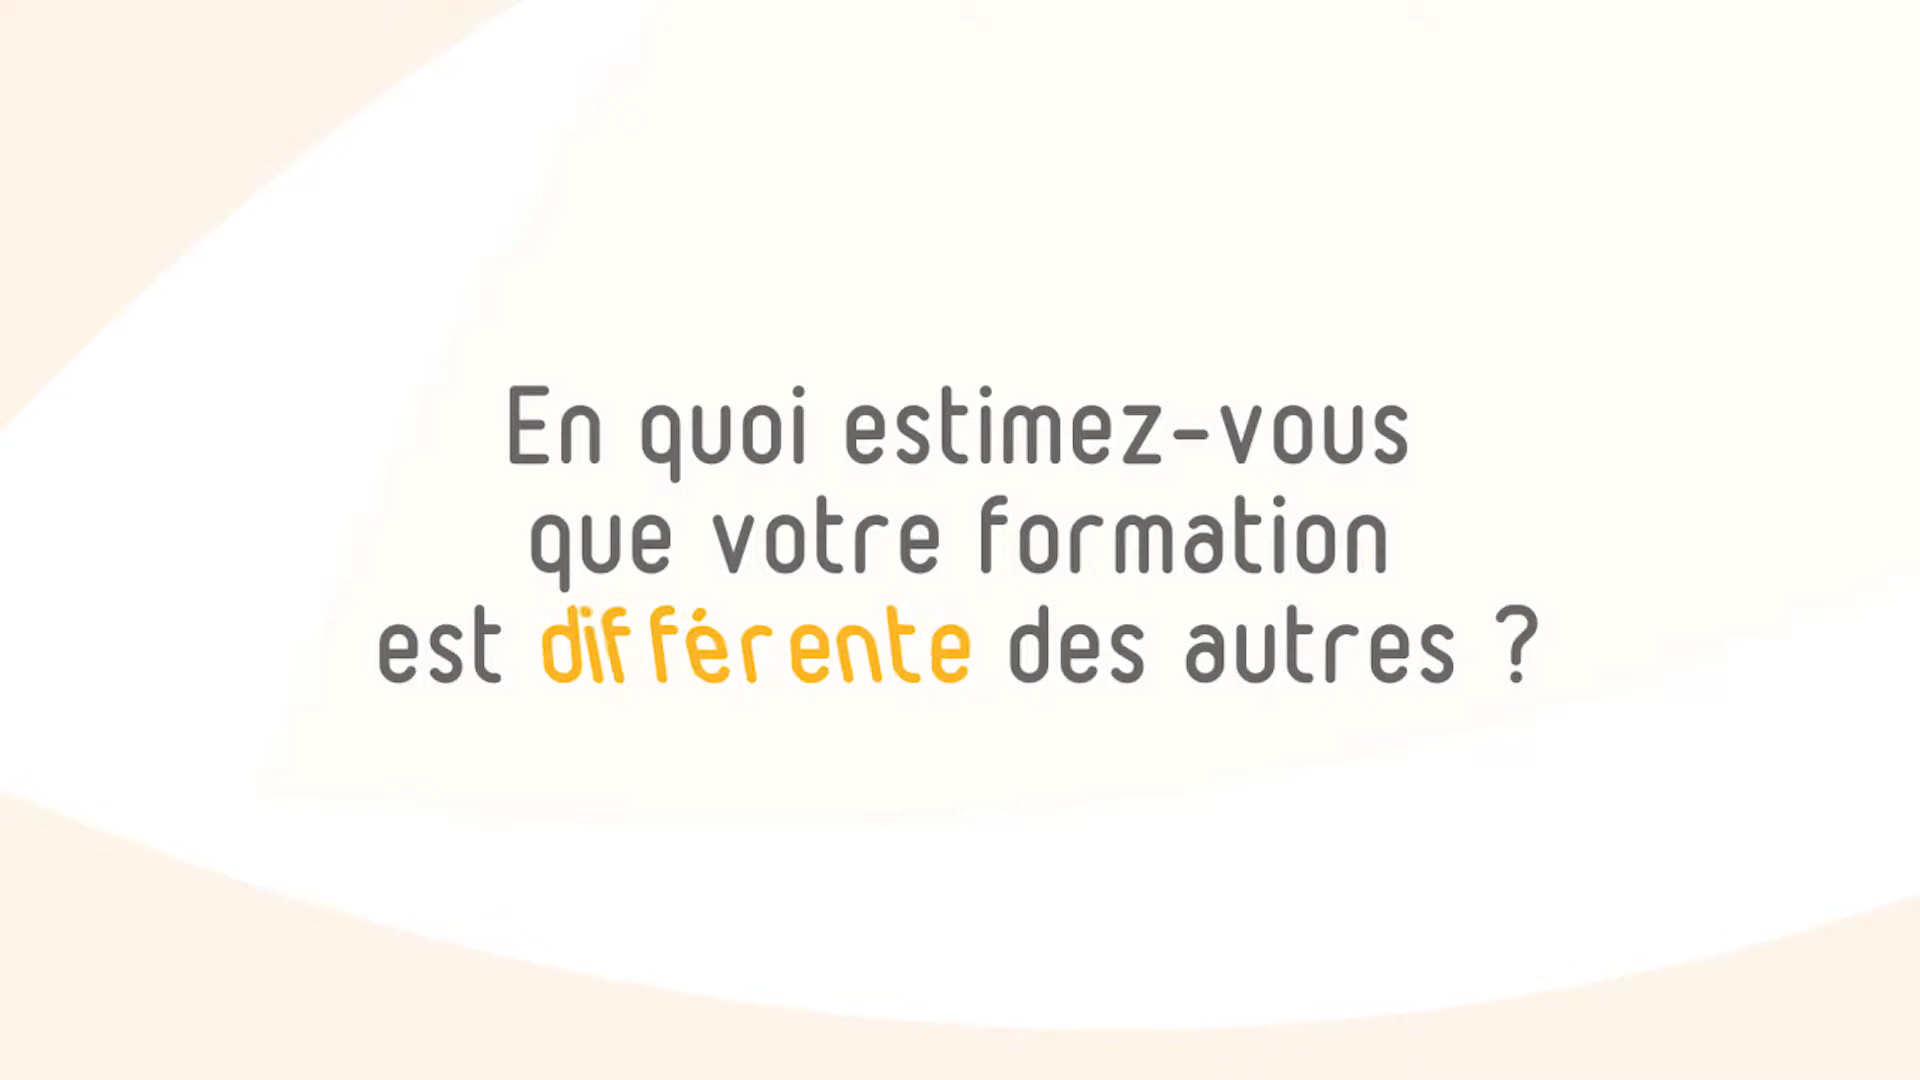 En quoi estimez-vous
que votre formation
est différente des autres ?